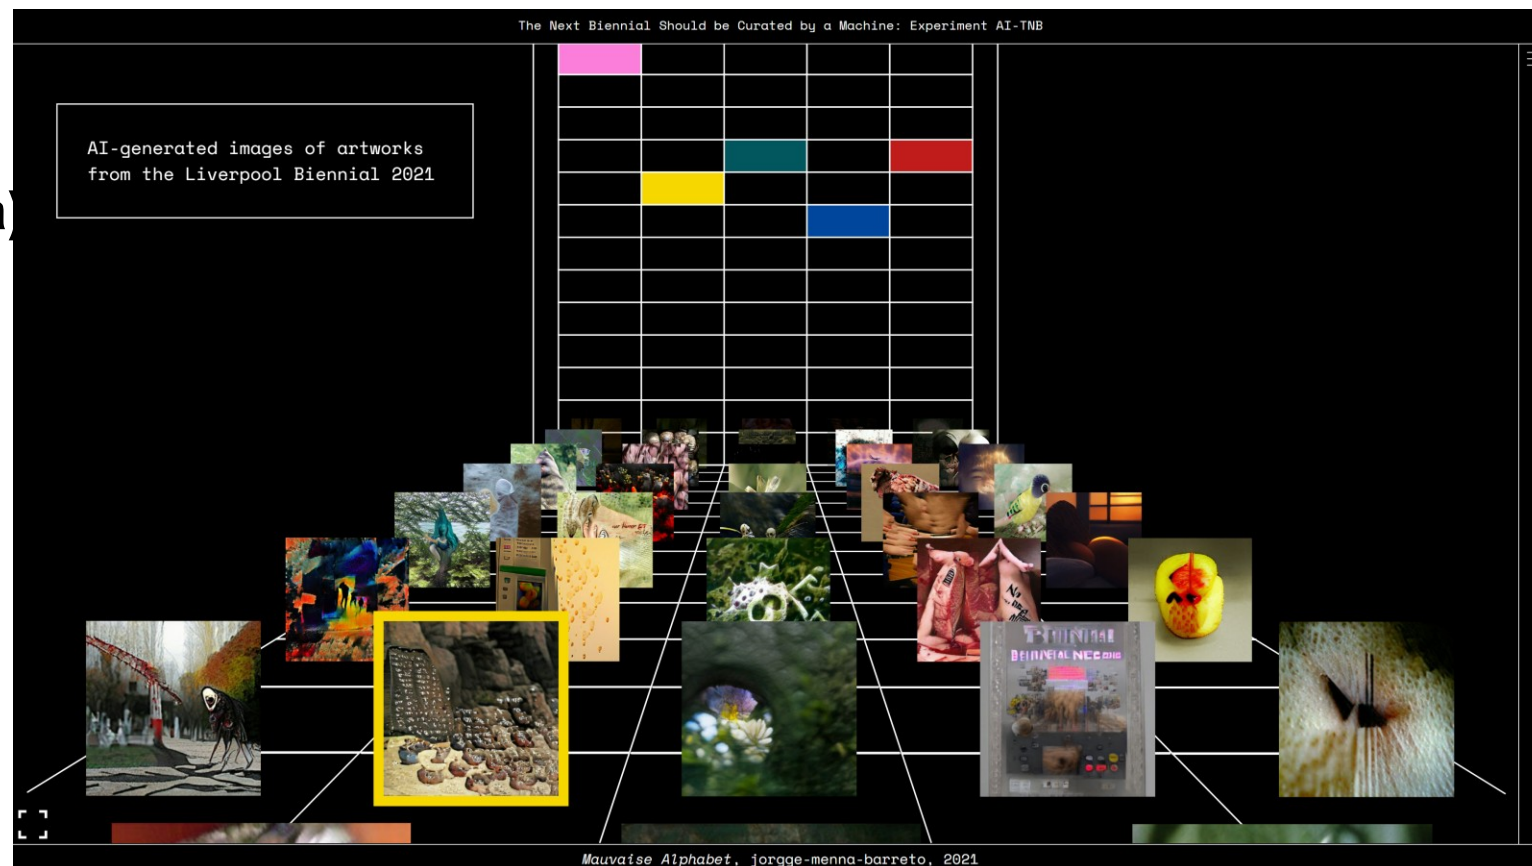 The Next Biennial Should be Curated by a Machine: Experiment AI-TNB
AI-generated images of artworks
from the Liverpool Biennial 2021
Mauvaise Alphabet, jorgge-menna-barreto, 2021